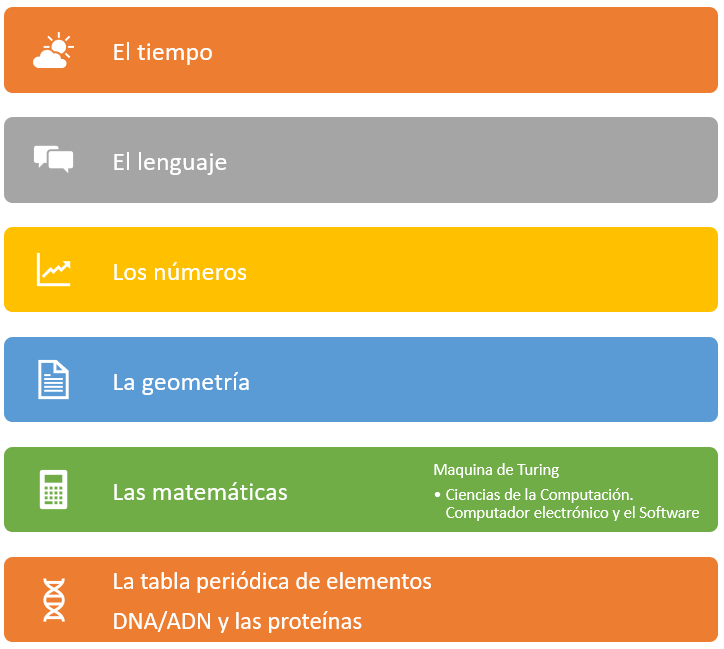 El tiempo
El lenguaje
Los números
La geometría
Las matemáticas
Maquina de Turing
• Ciencias de la Computación.
Computador electrónico y el Software
La tabla periódica de elementos
DNA/ADN y las proteínas